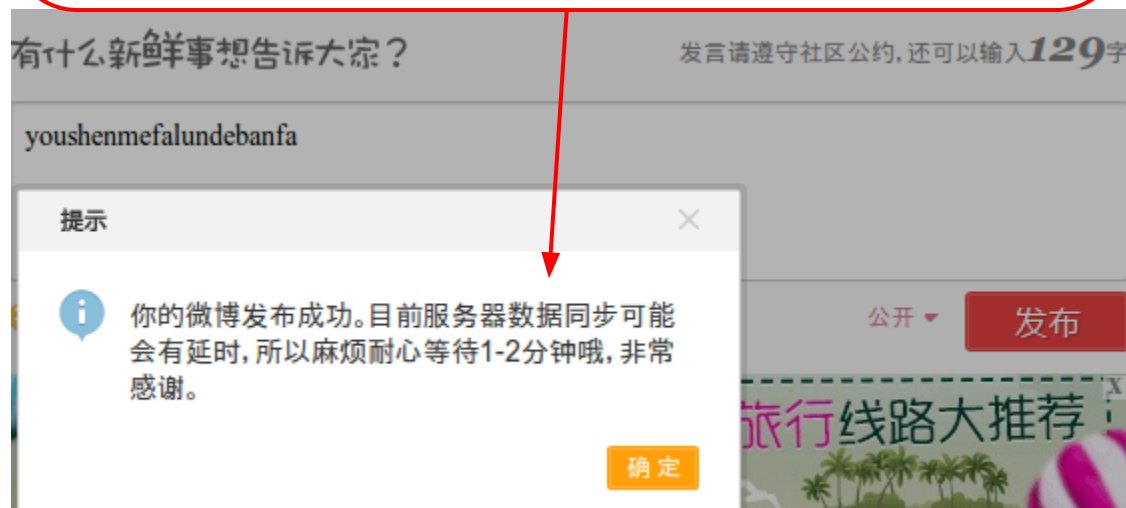 有什么新鲜事想告诉大家？
发言请遵守社区公约，还可以输入129字
youshenmefalundebanfa
提示
你的微博发布成功。目前服务器数据同步可能
会有延时，所以麻烦耐心等待1-2分钟哦，非常
感谢。
确定
公开
发布
X
旅行线路大推荐